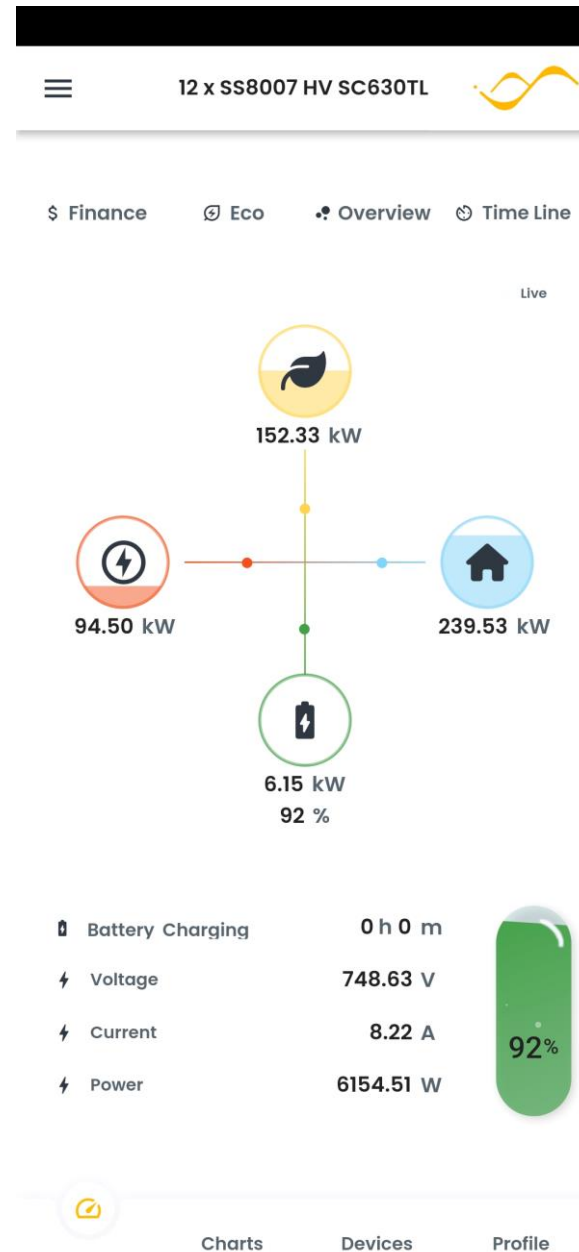 12 x SS8007 HV SC630TL
$ Finance Eco Overview Time Line
Live
152.33 kW
94.50 kW 239.53 kW
6.15 kW
92 %
Battery Charging 0 h 0 m
Voltage 748.63 V
Current 8.22 A
92%
Power 6154.51 W
Charts Devices Profile